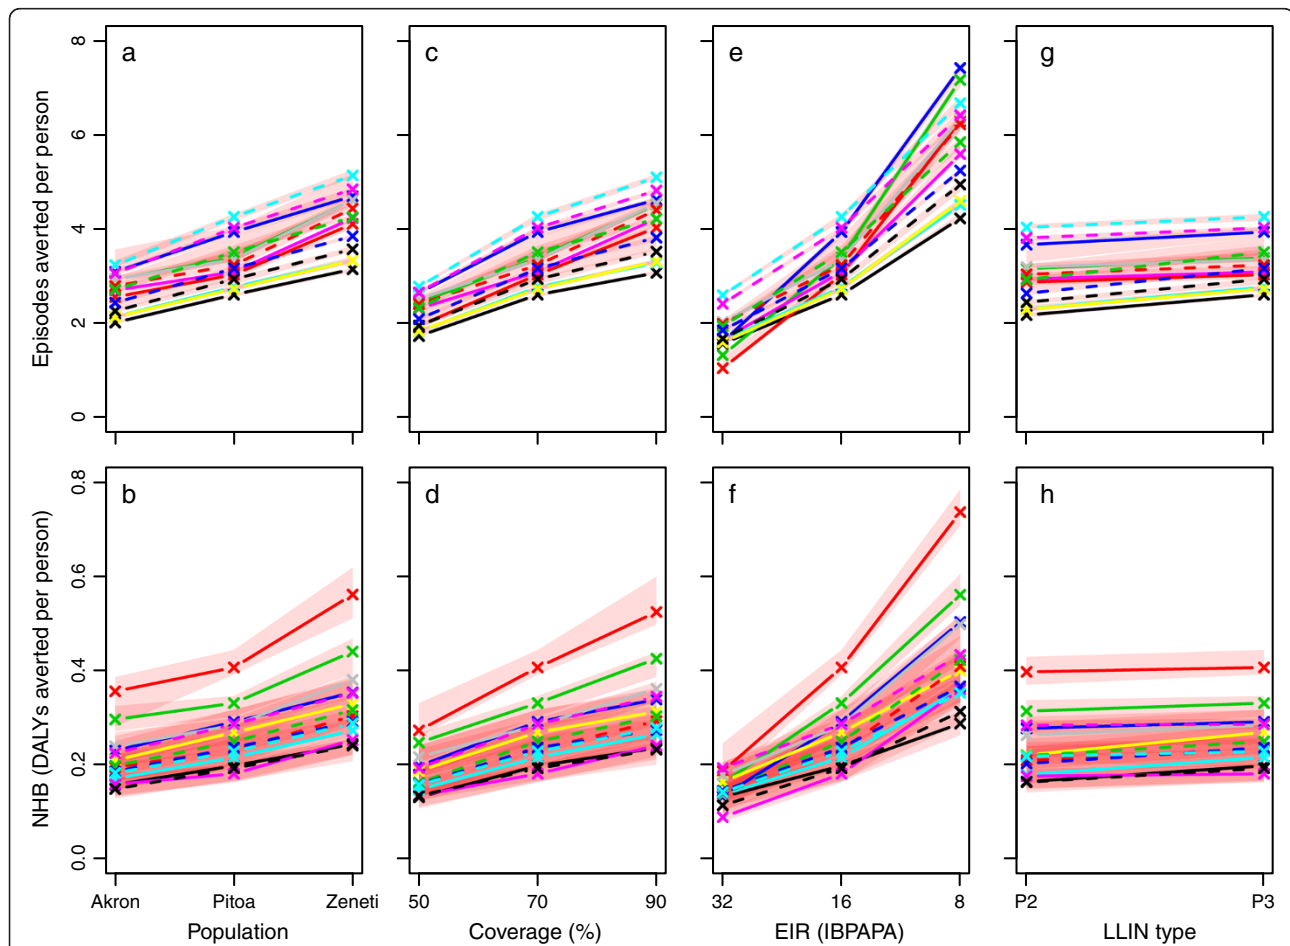 a
c
e
g
Episodes averted per person
0
2
4
6
8
b
d
f
h
NHB (DALYs averted per person)
0.0
0.2
0.4
0.6
0.8
Akron Pitoa Zeneti
50 70 90
32 16 8
P2 P3
Population
Coverage (%)
EIR (IBPAPA)
LLIN type